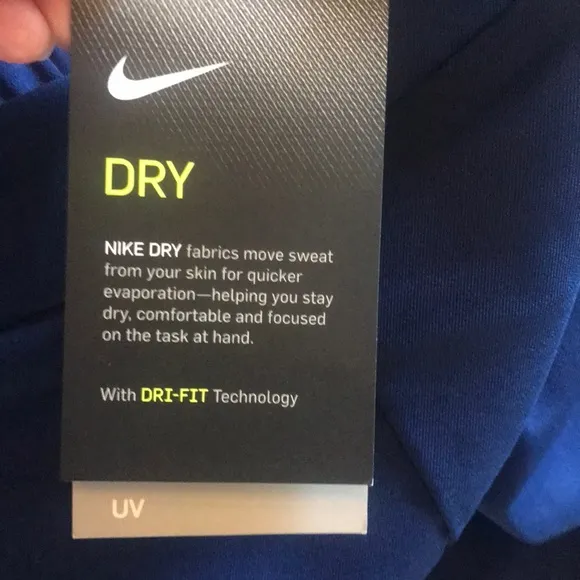 DRY
NIKE DRY fabrics move sweat
from your skin for quicker
evaporation—helping you stay
dry, comfortable and focused
on the task at hand.
With DRI-FIT Technology
UV